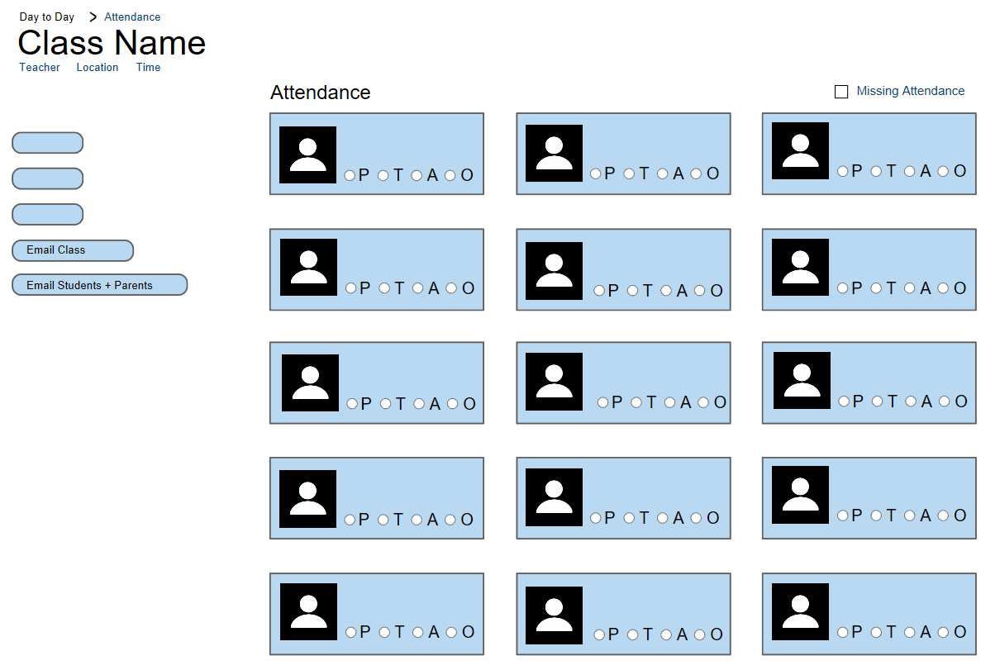 Day to Day > Attendance
Class Name
Teacher Location Time
Attendance
Missing Attendance
P T A O P T A O P T A O
Email Class
Email Students + Parents
P T A O P T A O P T A O
P T A O P T A O P T A O
P T A O P T A O P T A O
P T A O P T A O P T A O